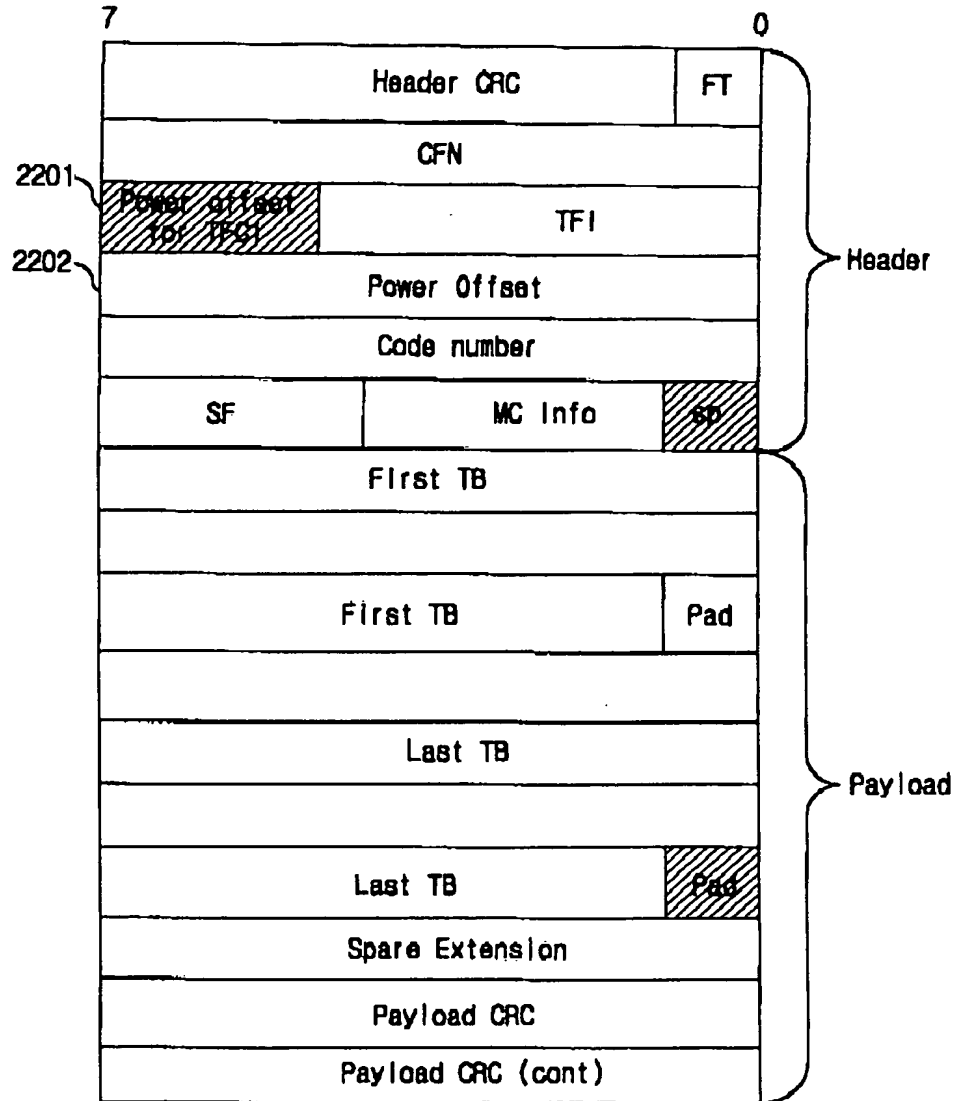 7 0
Header CRC FT
CFN
2201
Power offset
for TFCI
TFI
2202
Power Offset
Header
Code number
SF MC Info sp
First TB
First TB Pad
Last TB
Payload
Last TB Pad
Spare Extension
Payload CRC
Payload CRC (cont)